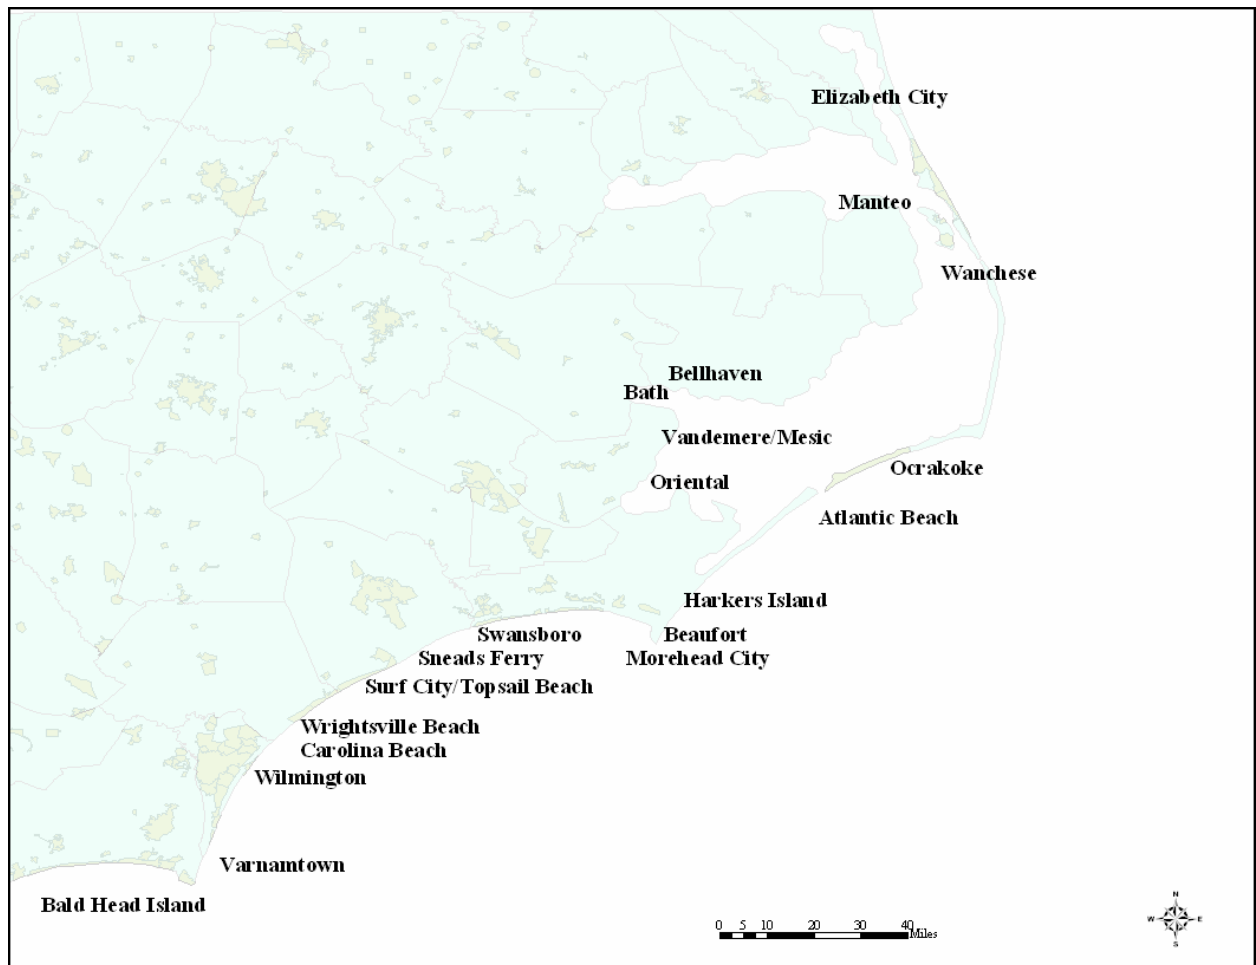 Elizabeth City
Manteo
Wanchese
Bellhaven
Bath
Vandemere/Mesic
Ocrakoke
Oriental
Atlantic Beach
Harkers Island
Swansboro
Beaufort
Sneads Ferry
Morehead City
Surf City/Topsail Beach
Wrightsville Beach
Carolina Beach
Wilmington
Varnamtown
Bald Head Island
N
W E
S
0 5 10 20 30 40
Miles